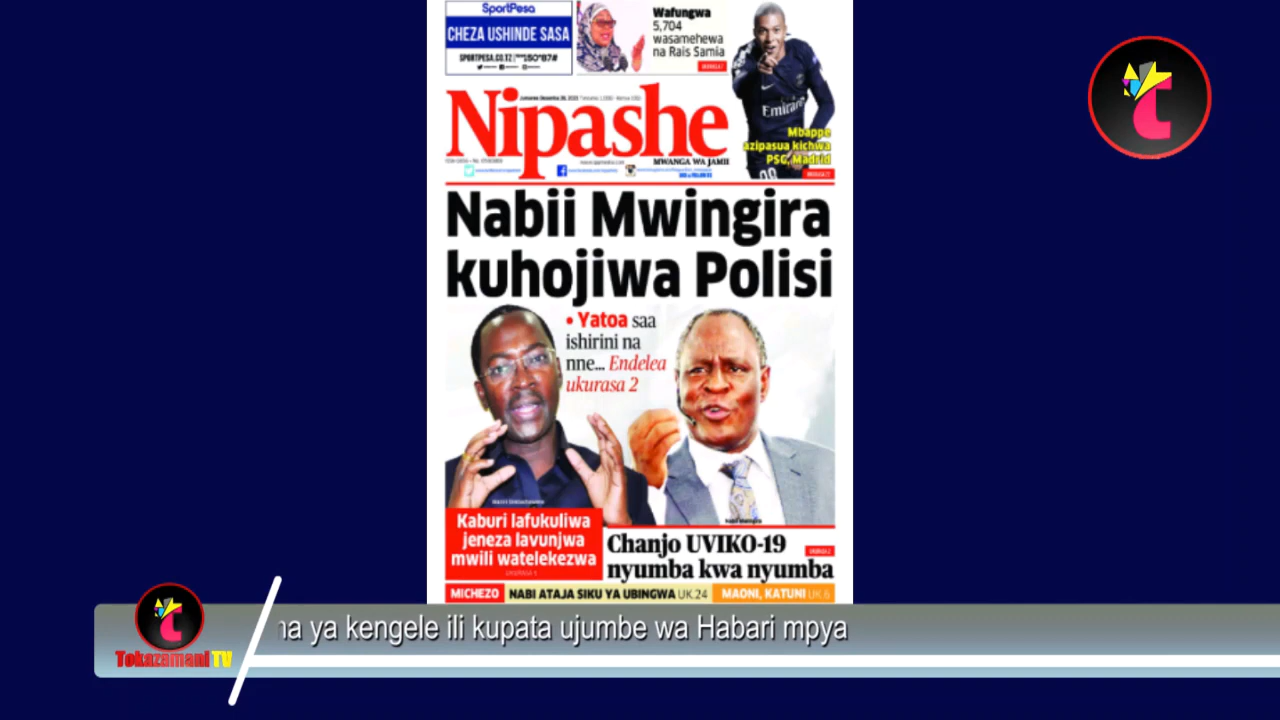 SportPesa
CHEZA USHINDE SASA
Wafungwa
5,704
wasamehewa
na Rais Samia
Emirates
Mbappe
azipasua kichwa
PSG, Madrid
Nipashe
MWANGA WA JAMII
Nabii Mwingira
kuhojiwa Polisi
• Yatoa saa
ishirini na
nne... Endelea
ukurasa 2
Nabii Mwingira
Kaburi lafukuliwa
jeneza lavunjwa
mwili watelekezwa
Chanjo UVIKO-19
nyumba kwa nyumba
MICHEZO
NABI ATAJA SIKU YA UBINGWA UK.24
MAONI, KATUNI UK.6
ya kengele ili kupata ujumbe wa Habari mpya
Tokazamani TV